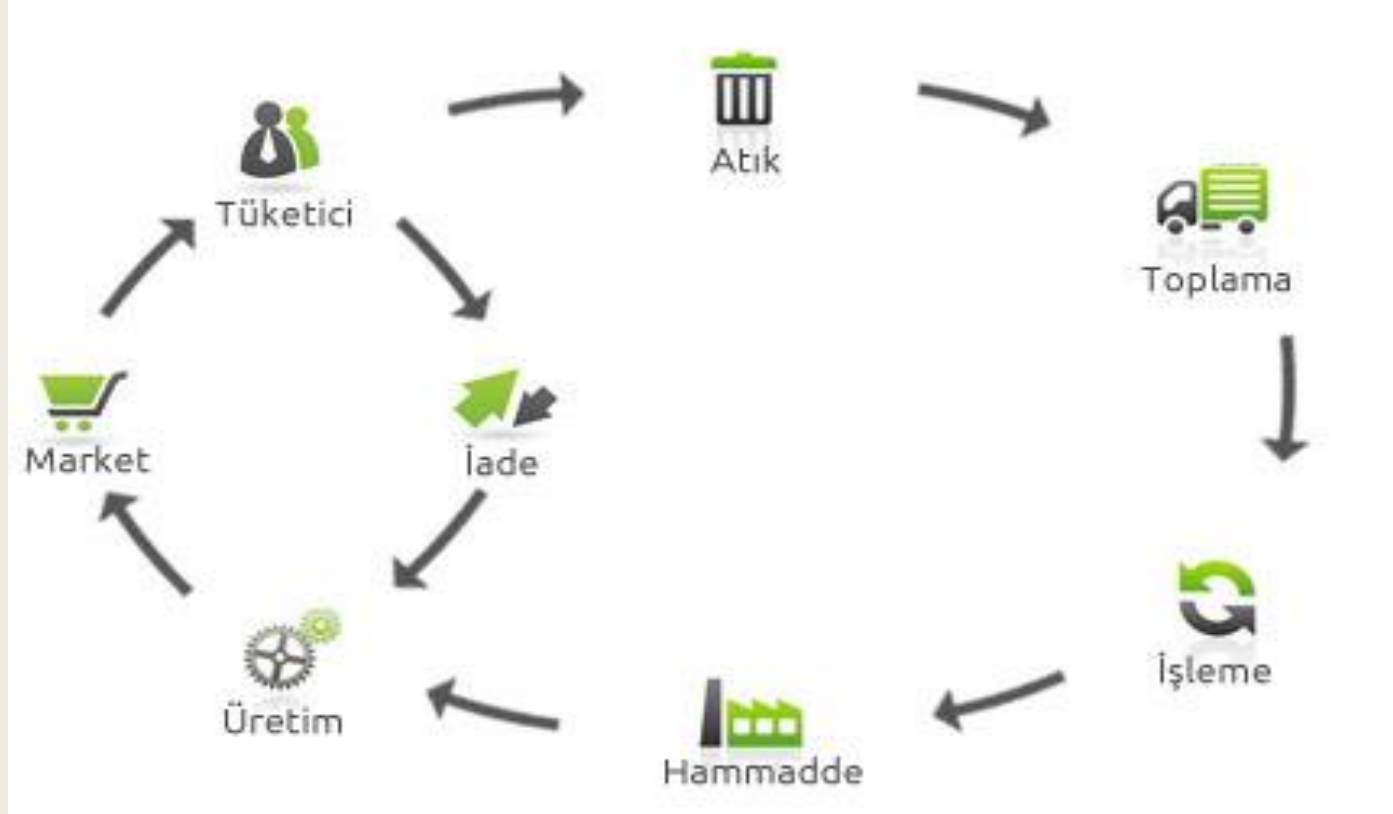 Atık
Tüketici
Toplama
Market
İade
İşleme
Üretim
Hammadde